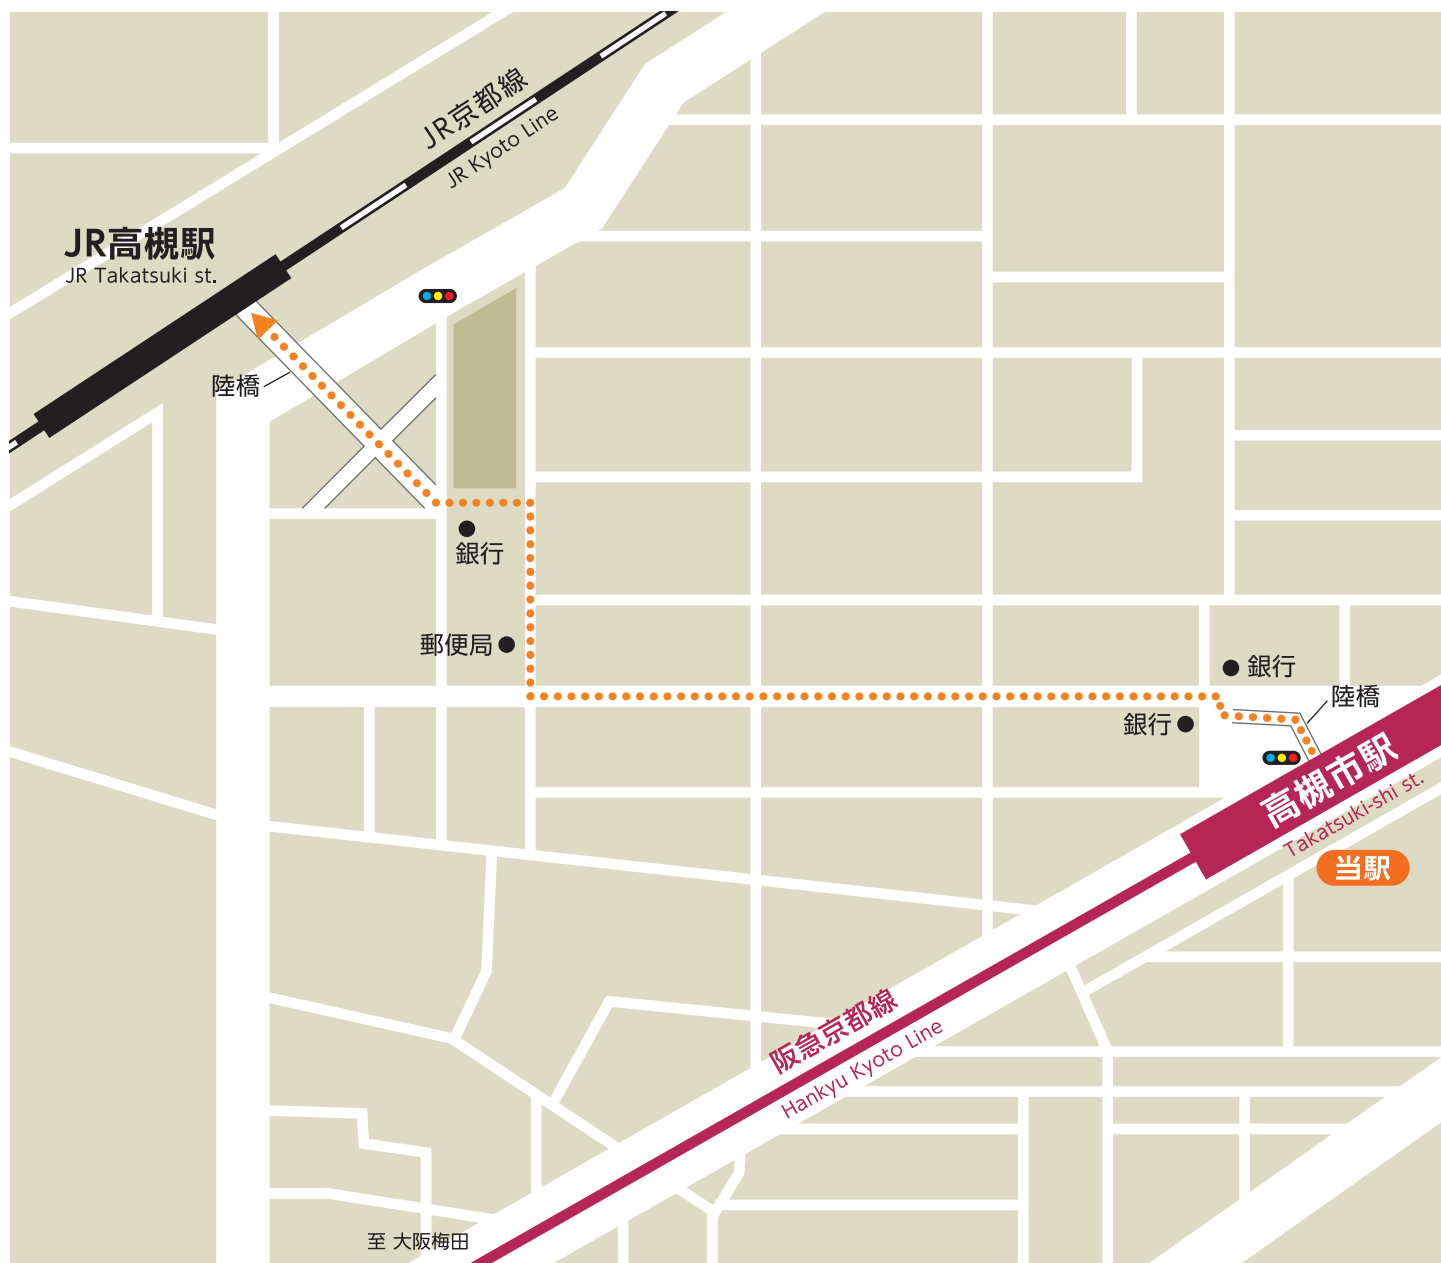 JR京都線
JR Kyoto Line
JR高槻駅
JR Takatsuki st.
陸橋
銀行
郵便局
銀行
陸橋
銀行
高槻市駅
Takatsuki-shi st.
当駅
阪急京都線
Hankyu Kyoto Line
至 大阪梅田